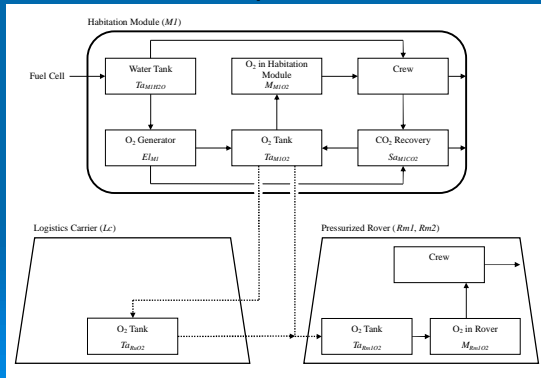 Habitation Module (M1)
Fuel Cell
Water Tank
Ta_M1H2O
O₂ in Habitation
Module
M_M1O2
Crew
O₂ Generator
El_M1
O₂ Tank
Ta_M1O2
CO₂ Recovery
Sa_M1CO2
Logistics Carrier (Lc)
Pressurized Rover (Rm1, Rm2)
Crew
O₂ Tank
Ta_RuO2
O₂ Tank
Ta_Rm1O2
O₂ in Rover
M_Rm1O2